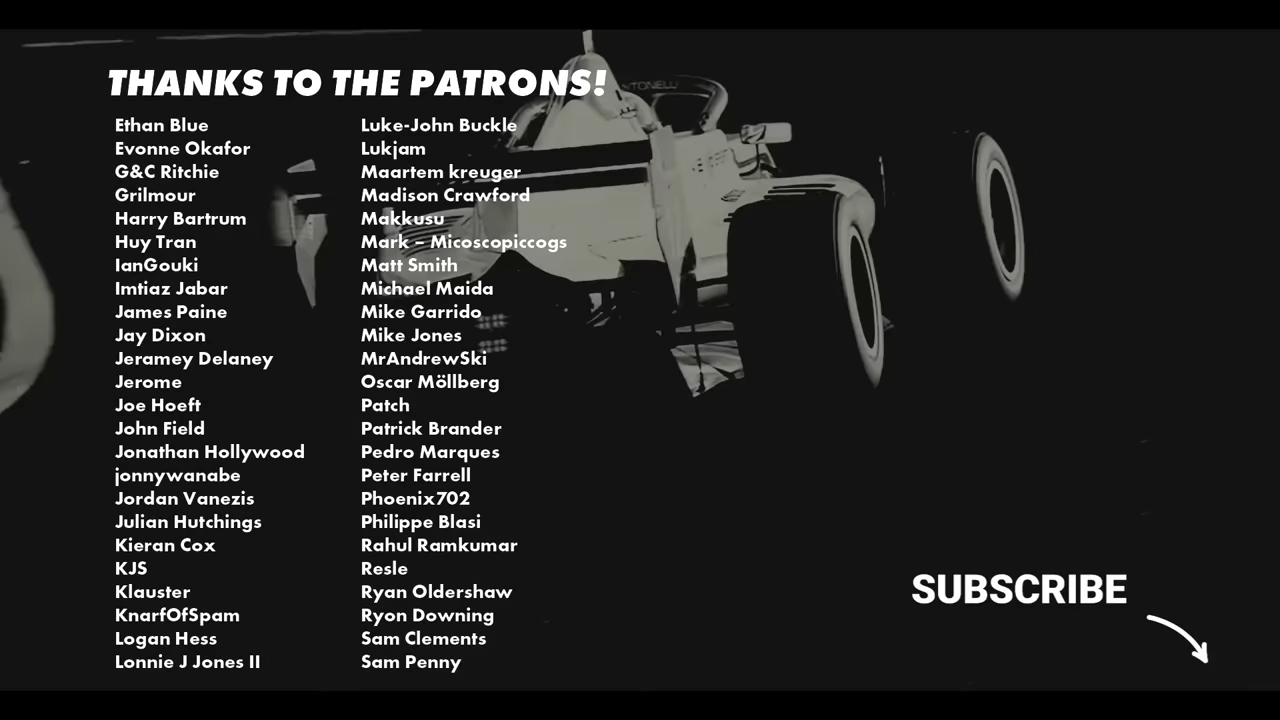 THANKS TO THE PATRONS!
Ethan Blue
Evonne Okafor
G&C Ritchie
Grilmour
Harry Bartrum
Huy Tran
IanGouki
Imtiaz Jabar
James Paine
Jay Dixon
Jeramey Delaney
Jerome
Joe Hoeft
John Field
Jonathan Hollywood
jonnywanabe
Jordan Vanezis
Julian Hutchings
Kieran Cox
KJS
Klauster
KnarfOfSpam
Logan Hess
Lonnie J Jones II
Luke-John Buckle
Lukjam
Maartem kreuger
Madison Crawford
Makkusu
Mark – Micoscopiccogs
Matt Smith
Michael Maida
Mike Garrido
Mike Jones
MrAndrewSki
Oscar Möllberg
Patch
Patrick Brander
Pedro Marques
Peter Farrell
Phoenix702
Philippe Blasi
Rahul Ramkumar
Resle
Ryan Oldershaw
Ryon Downing
Sam Clements
Sam Penny
SUBSCRIBE